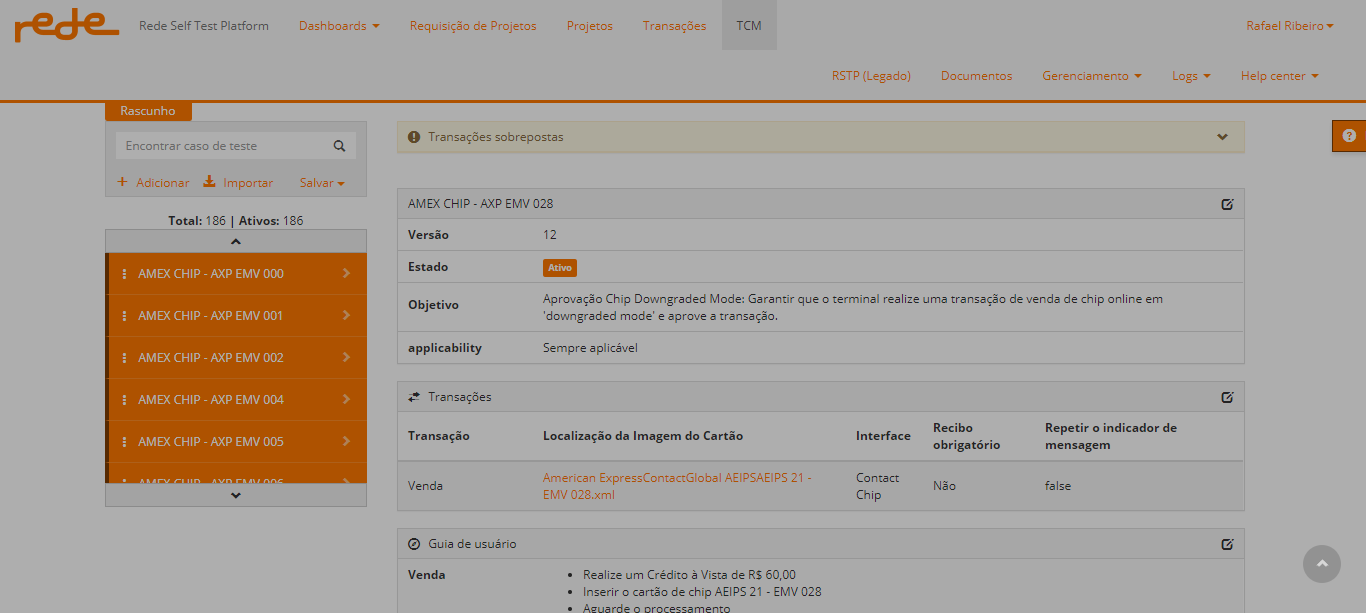 rede Rede Self Test Platform Dashboards Requisição de Projetos Projetos Transações TCM Rafael Ribeiro
RSTP (Legado) Documentos Gerenciamento Logs Help center
Rascunho
Encontrar caso de teste
Adicionar Importar Salvar
Total: 186 | Ativos: 186
AMEX CHIP - AXP EMV 000
AMEX CHIP - AXP EMV 001
AMEX CHIP - AXP EMV 002
AMEX CHIP - AXP EMV 004
AMEX CHIP - AXP EMV 005
AMEX CHIP - AXP EMV 006
Transações sobrepostas
AMEX CHIP - AXP EMV 028
Versão 12
Estado Ativo
Objetivo Aprovação Chip Downgraded Mode: Garantir que o terminal realize uma transação de venda de chip online em
'downgraded mode' e aprove a transação.
applicability Sempre aplicável
Transações
Transação Localização da Imagem do Cartão Interface Recibo obrigatório Repetir o indicador de mensagem
Venda American ExpressContactGlobal AEIPSAEIPS 21 -
EMV 028.xml Contact Chip Não false
Guia de usuário
Venda
• Realize um Crédito à Vista de R$ 60,00
• Inserir o cartão de chip AEIPS 21 - EMV 028
• Aguarde o processamento